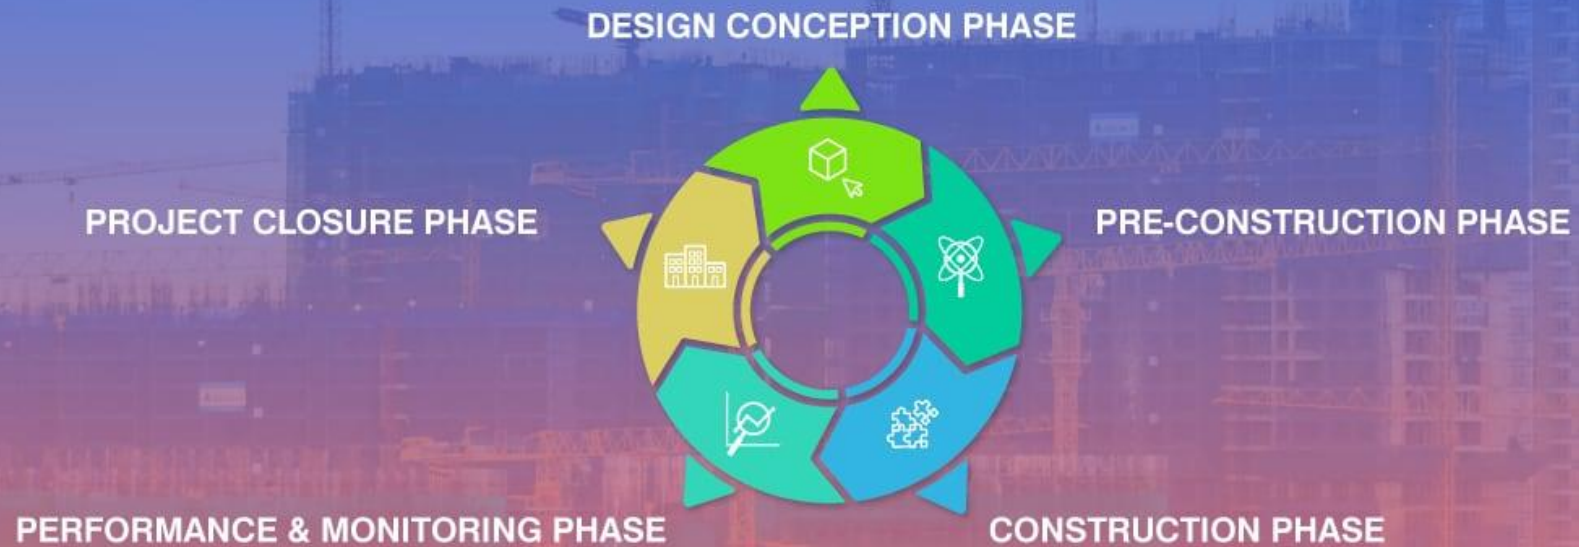 DESIGN CONCEPTION PHASE
PROJECT CLOSURE PHASE
PRE-CONSTRUCTION PHASE
PERFORMANCE & MONITORING PHASE
CONSTRUCTION PHASE